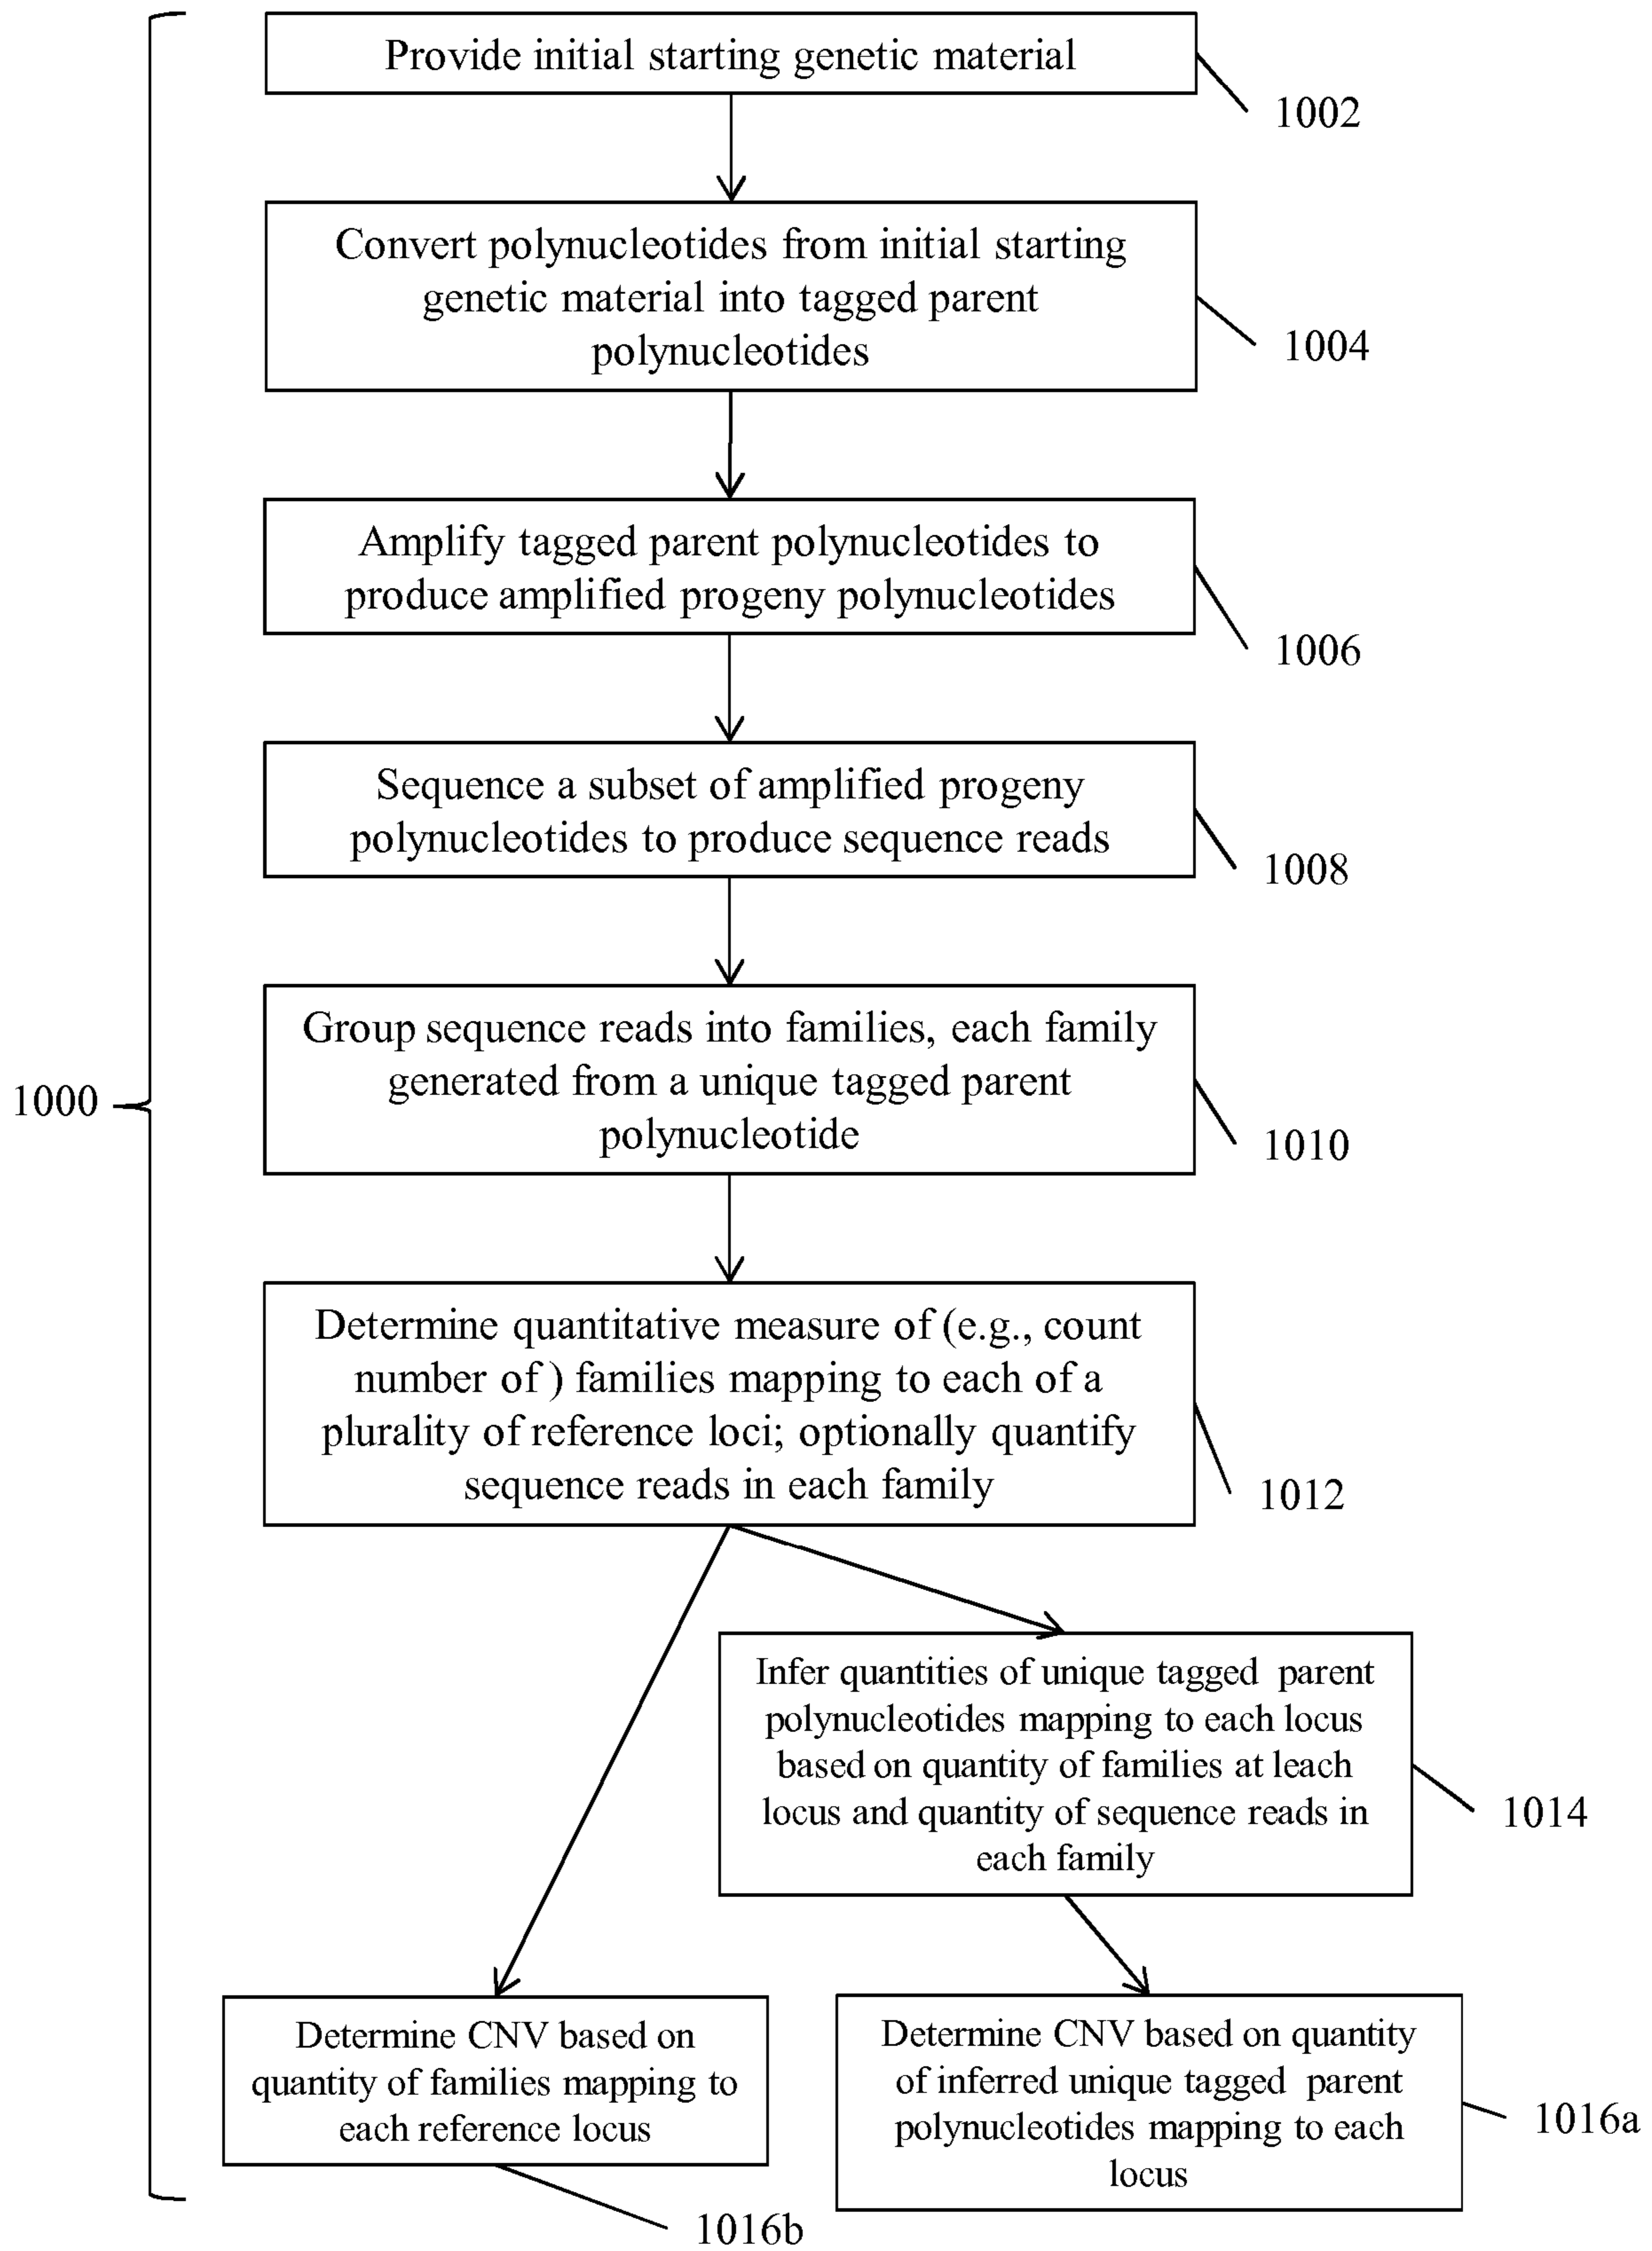 Provide initial starting genetic material
1002
Convert polynucleotides from initial starting
genetic material into tagged parent
polynucleotides
1004
Amplify tagged parent polynucleotides to
produce amplified progeny polynucleotides
1006
Sequence a subset of amplified progeny
polynucleotides to produce sequence reads
1008
Group sequence reads into families, each family
generated from a unique tagged parent
polynucleotide
1010
1000
Determine quantitative measure of (e.g., count
number of ) families mapping to each of a
plurality of reference loci; optionally quantify
sequence reads in each family
1012
Infer quantities of unique tagged parent
polynucleotides mapping to each locus
based on quantity of families at leach
locus and quantity of sequence reads in
each family
1014
Determine CNV based on
quantity of families mapping to
each reference locus
1016b
Determine CNV based on quantity
of inferred unique tagged parent
polynucleotides mapping to each
locus
1016a